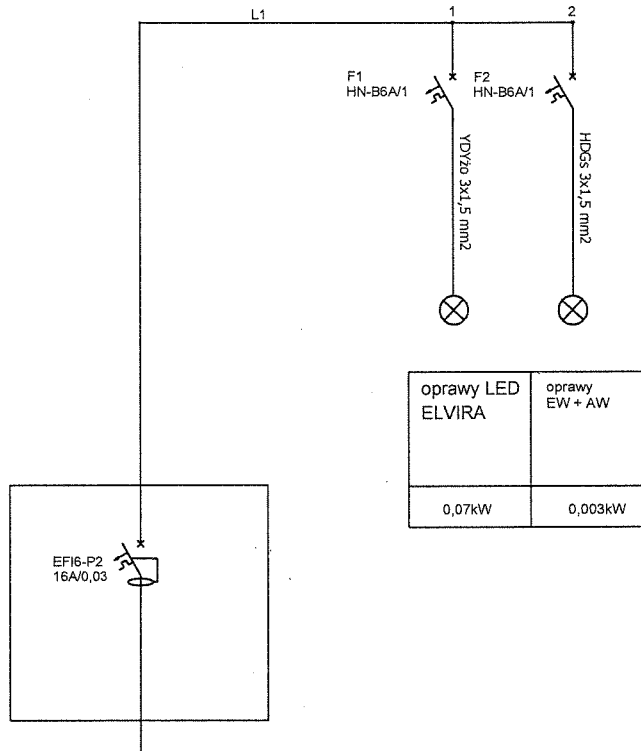 L1
1
2
F1
HN-B6A/1
F2
HN-B6A/1
YDYżo 3x1,5 mm2
HDGs 3x1,5 mm2
oprawy LED
ELVIRA
oprawy
EW + AW
0,07kW
0,003kW
EFI6-P2
16A/0,03